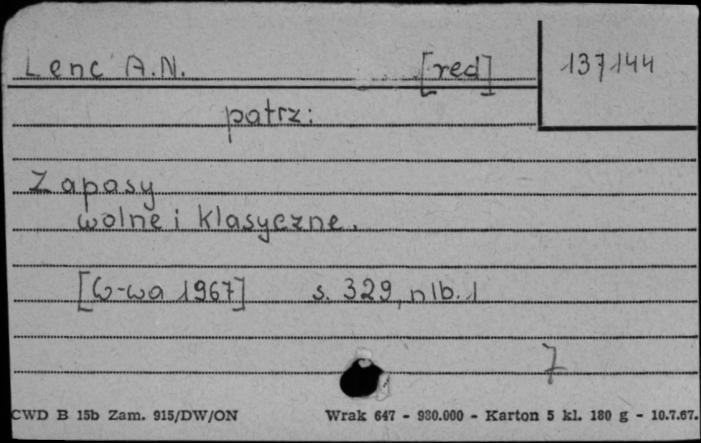 Lenc A.N. [red] 137144
patrz:
Zapasy
wolne i klasyczne.
[W-wa 1967] s. 329, nlb. 1
7
CWD B 15b Zam. 915/DW/ON Wrak 647 - 930.000 - Karton 5 kl. 180 g - 10.7.67.